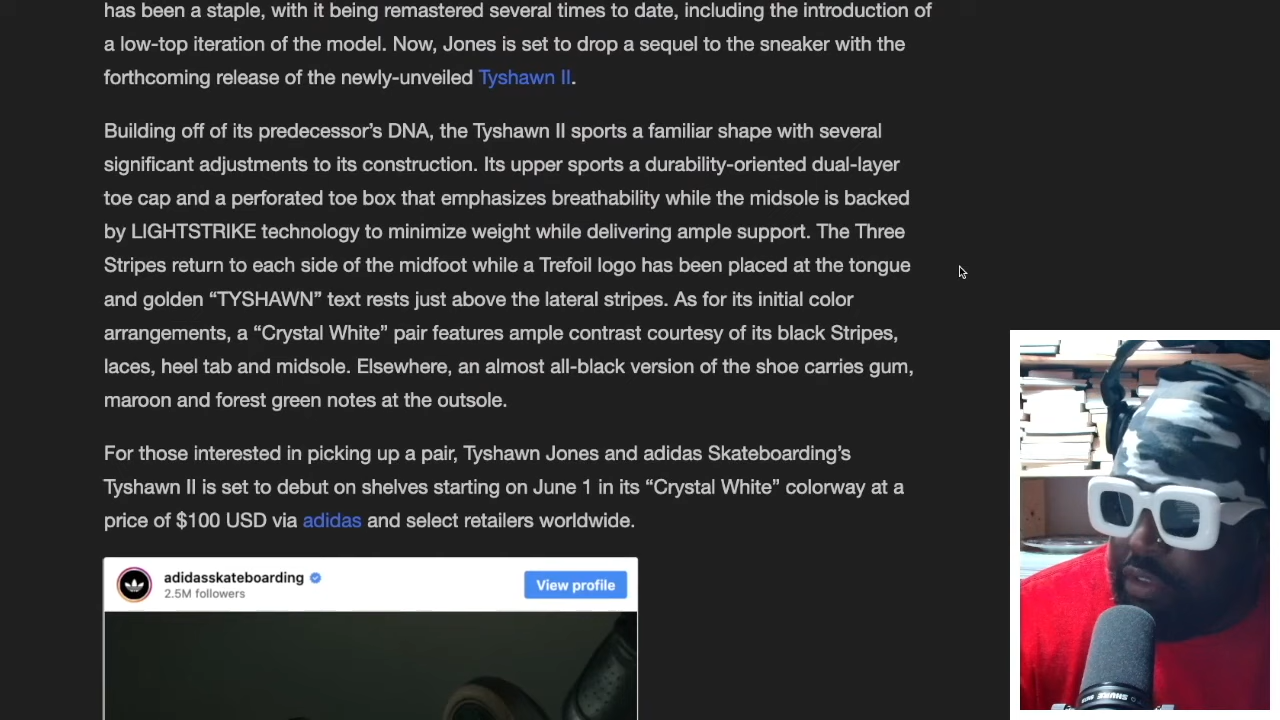 has been a staple, with it being remastered several times to date, including the introduction of
a low-top iteration of the model. Now, Jones is set to drop a sequel to the sneaker with the
forthcoming release of the newly-unveiled Tyshawn II.
Building off of its predecessor’s DNA, the Tyshawn II sports a familiar shape with several
significant adjustments to its construction. Its upper sports a durability-oriented dual-layer
toe cap and a perforated toe box that emphasizes breathability while the midsole is backed
by LIGHTSTRIKE technology to minimize weight while delivering ample support. The Three
Stripes return to each side of the midfoot while a Trefoil logo has been placed at the tongue
and golden “TYSHAWN” text rests just above the lateral stripes. As for its initial color
arrangements, a “Crystal White” pair features ample contrast courtesy of its black Stripes,
laces, heel tab and midsole. Elsewhere, an almost all-black version of the shoe carries gum,
maroon and forest green notes at the outsole.
For those interested in picking up a pair, Tyshawn Jones and adidas Skateboarding’s
Tyshawn II is set to debut on shelves starting on June 1 in its “Crystal White” colorway at a
price of $100 USD via adidas and select retailers worldwide.
adidasskateboarding
2.5M followers
View profile
SHURE